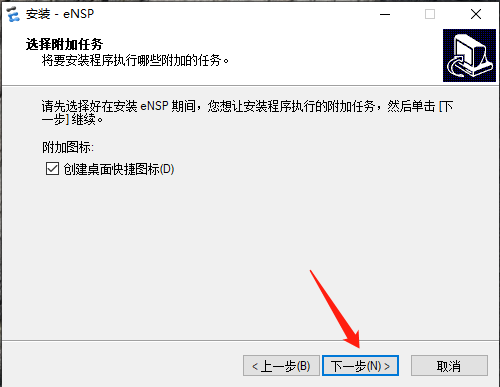 安装 - eNSP
选择附加任务
将要安装程序执行哪些附加的任务。
请先选择好在安装 eNSP 期间，您想让安装程序执行的附加任务，然后单击 [下
一步] 继续。
附加图标:
创建桌面快捷图标(D)
< 上一步(B) 下一步(N) > 取消